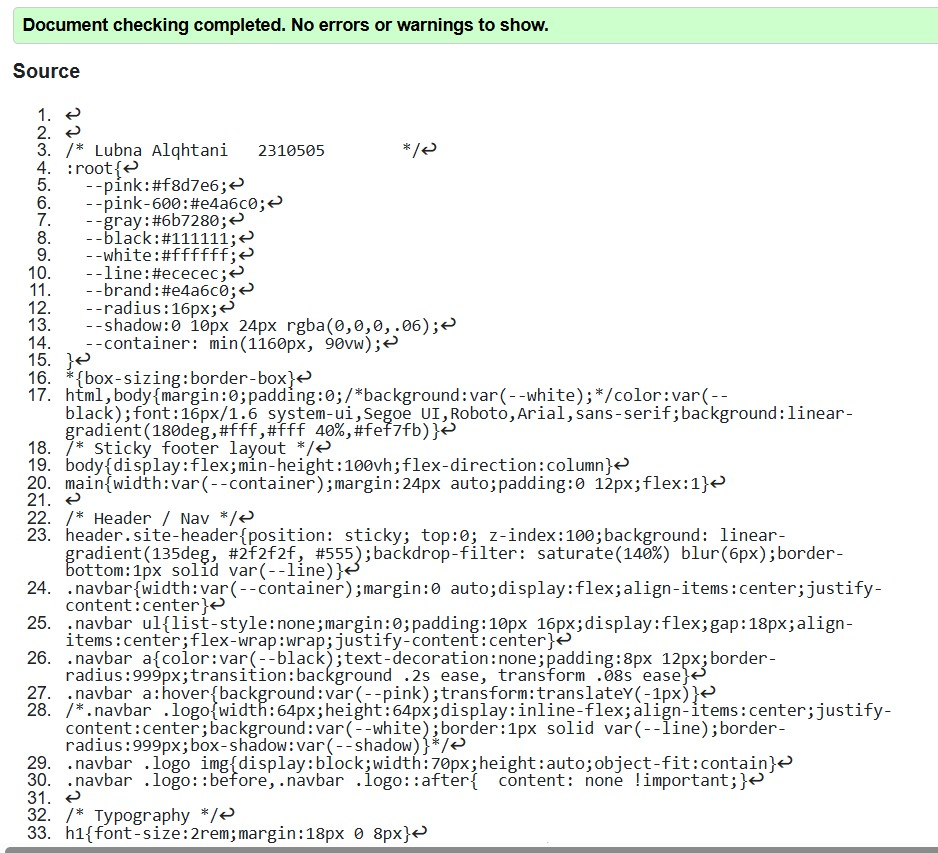 Document checking completed. No errors or warnings to show.
Source
1. ↩
2. ↩
3. /* Lubna Alqhtani   2310505        */↩
4. :root{↩
5.   --pink:#f8d7e6;↩
6.   --pink-600:#e4a6c0;↩
7.   --gray:#6b7280;↩
8.   --black:#111111;↩
9.   --white:#ffffff;↩
10.   --line:#ececec;↩
11.   --brand:#e4a6c0;↩
12.   --radius:16px;↩
13.   --shadow:0 10px 24px rgba(0,0,0,.06);↩
14.   --container: min(1160px, 90vw);↩
15. }↩
16. *{box-sizing:border-box}↩
17. html,body{margin:0;padding:0;/*background:var(--white);*/color:var(--
black);font:16px/1.6 system-ui,Segoe UI,Roboto,Arial,sans-serif;background:linear-
gradient(180deg,#fff,#fff 40%,#fef7fb)}↩
18. /* Sticky footer layout */↩
19. body{display:flex;min-height:100vh;flex-direction:column}↩
20. main{width:var(--container);margin:24px auto;padding:0 12px;flex:1}↩
21. ↩
22. /* Header / Nav */↩
23. header.site-header{position: sticky; top:0; z-index:100;background: linear-
gradient(135deg, #2f2f2f, #555);backdrop-filter: saturate(140%) blur(6px);border-
bottom:1px solid var(--line)}↩
24. .navbar{width:var(--container);margin:0 auto;display:flex;align-items:center;justify-
content:center}↩
25. .navbar ul{list-style:none;margin:0;padding:10px 16px;display:flex;gap:18px;align-
items:center;flex-wrap:wrap;justify-content:center}↩
26. .navbar a{color:var(--black);text-decoration:none;padding:8px 12px;border-
radius:999px;transition:background .2s ease, transform .08s ease}↩
27. .navbar a:hover{background:var(--pink);transform:translateY(-1px)}↩
28. /*.navbar .logo{width:64px;height:64px;display:inline-flex;align-items:center;justify-
content:center;background:var(--white);border:1px solid var(--line);border-
radius:999px;box-shadow:var(--shadow)}*/↩
29. .navbar .logo img{display:block;width:70px;height:auto;object-fit:contain}↩
30. .navbar .logo::before,.navbar .logo::after{  content: none !important;}↩
31. ↩
32. /* Typography */↩
33. h1{font-size:2rem;margin:18px 0 8px}↩